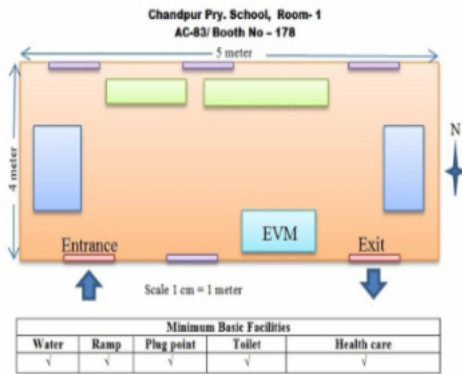 Chandpur Pry. School, Room- 1
AC-83/ Booth No – 178
5 meter
4 meter
N
EVM
Entrance
Exit
Scale 1 cm = 1 meter
Minimum Basic Facilities
Water Ramp Plug point Toilet Health care
√ √ √ √ √